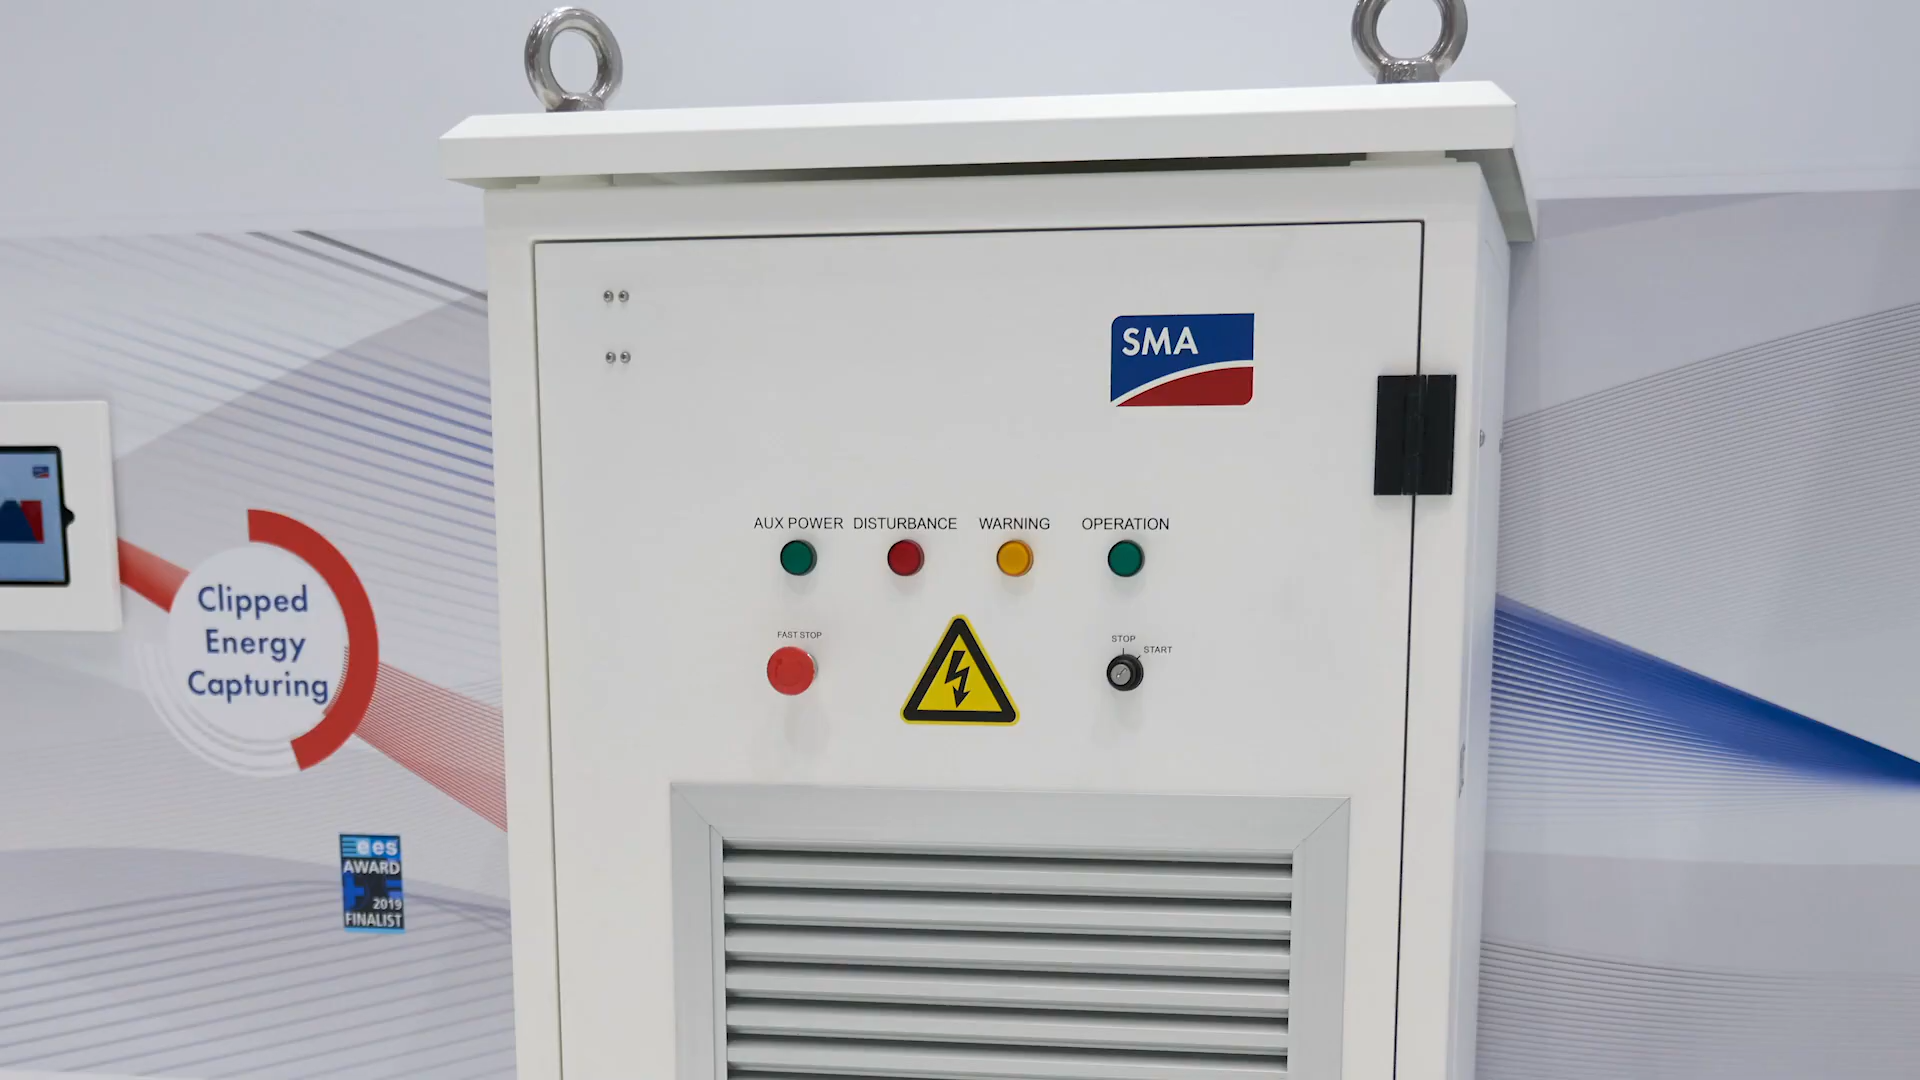 SMA
AUX POWER DISTURBANCE WARNING OPERATION
FAST STOP
STOP
START
Clipped
Energy
Capturing
ees
AWARD
2019
FINALIST